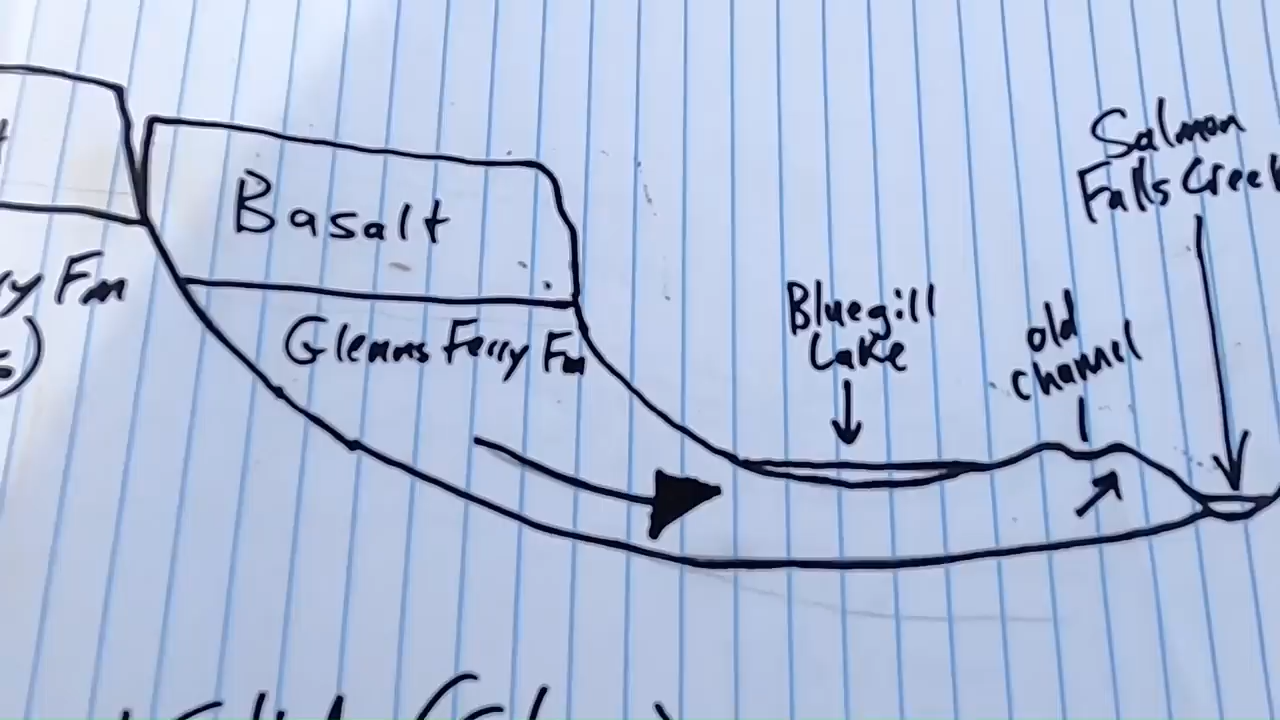 Salmon
Falls Creek
Basalt
y Fm
Glenns Ferry Fm
Bluegill
Lake
old
channel